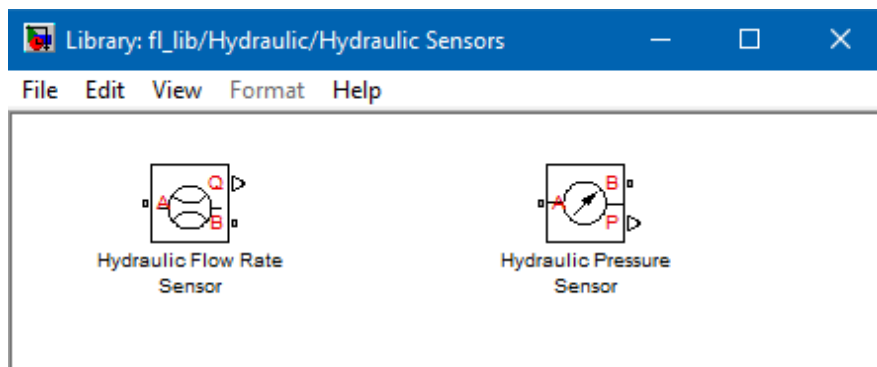 Library: fl_lib/Hydraulic/Hydraulic Sensors
File Edit View Format Help
Q
A
B
Hydraulic Flow Rate
Sensor
B
A
P
Hydraulic Pressure
Sensor